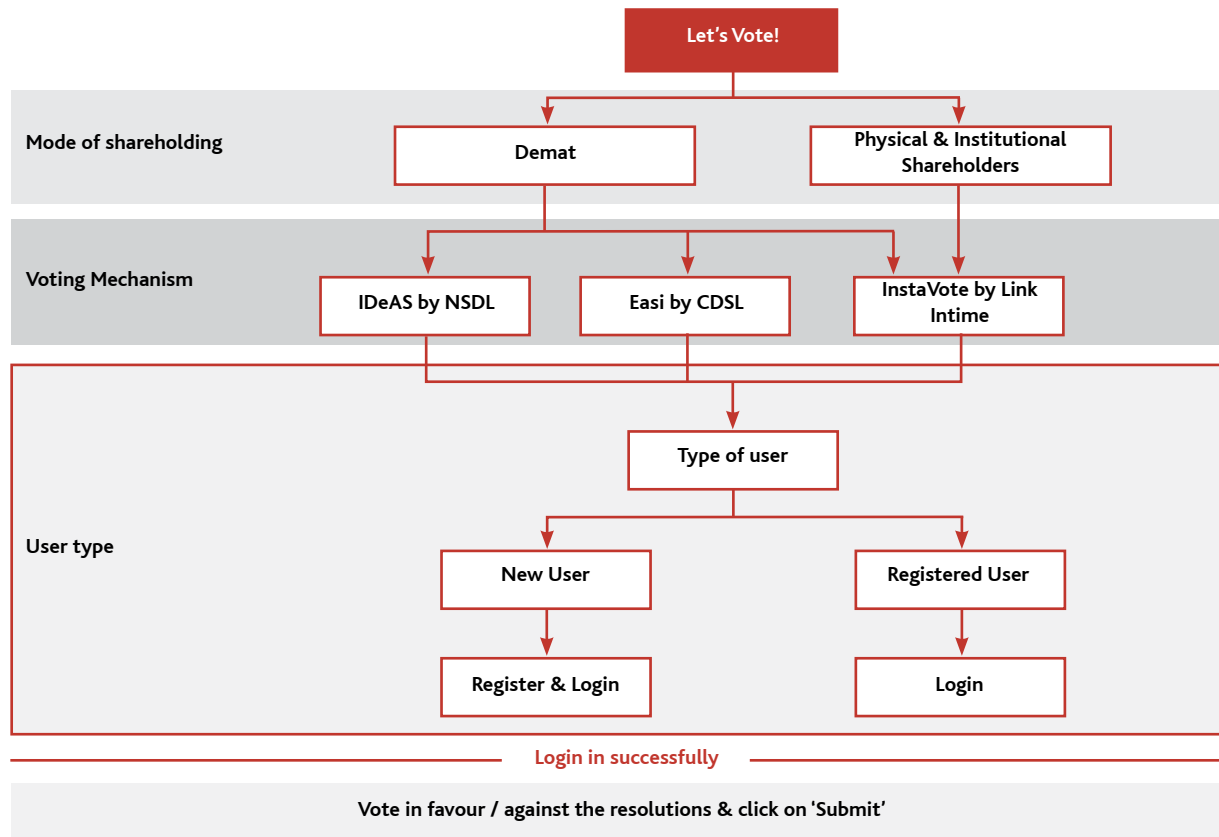 Let’s Vote!
Mode of shareholding
Demat
Physical & Institutional
Shareholders
Voting Mechanism
IDeAS by NSDL
Easi by CDSL
InstaVote by Link
Intime
Type of user
User type
New User
Registered User
Register & Login
Login
Login in successfully
Vote in favour / against the resolutions & click on ‘Submit’